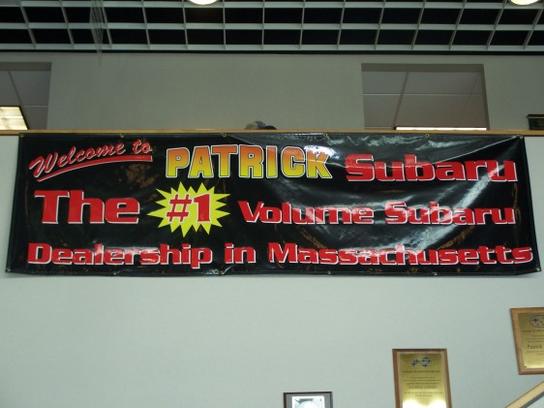 Welcome to PATRICK Subaru
The #1 Volume Subaru
Dealership in Massachusetts